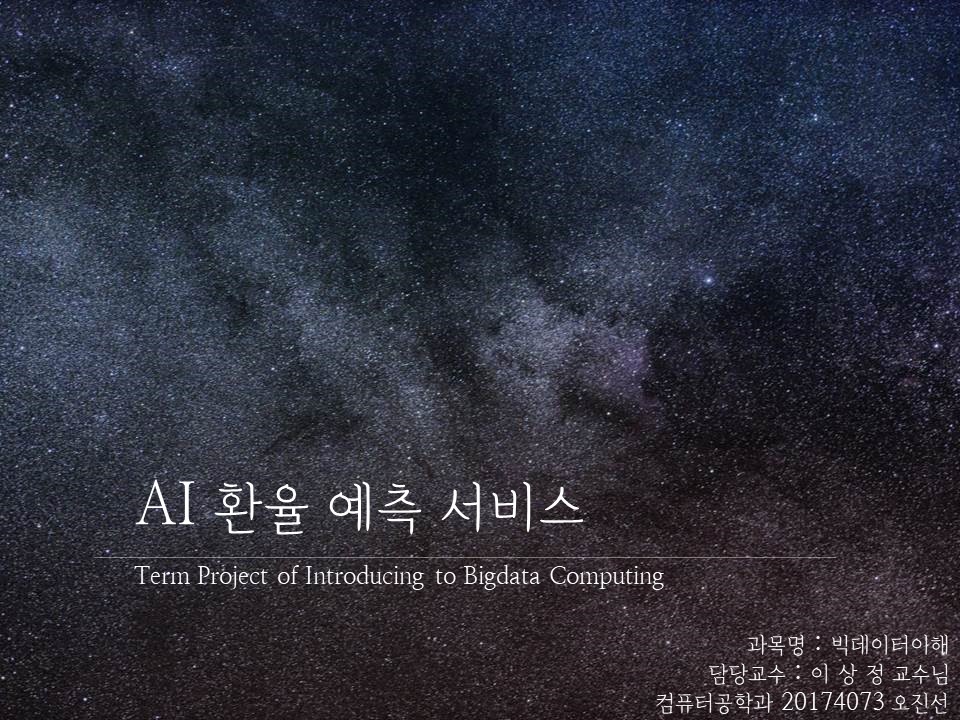 AI 환율 예측 서비스
Term Project of Introducing to Bigdata Computing
과목명 : 빅데이터이해
담당교수 : 이 상 정 교수님
컴퓨터공학과 20174073 오진선